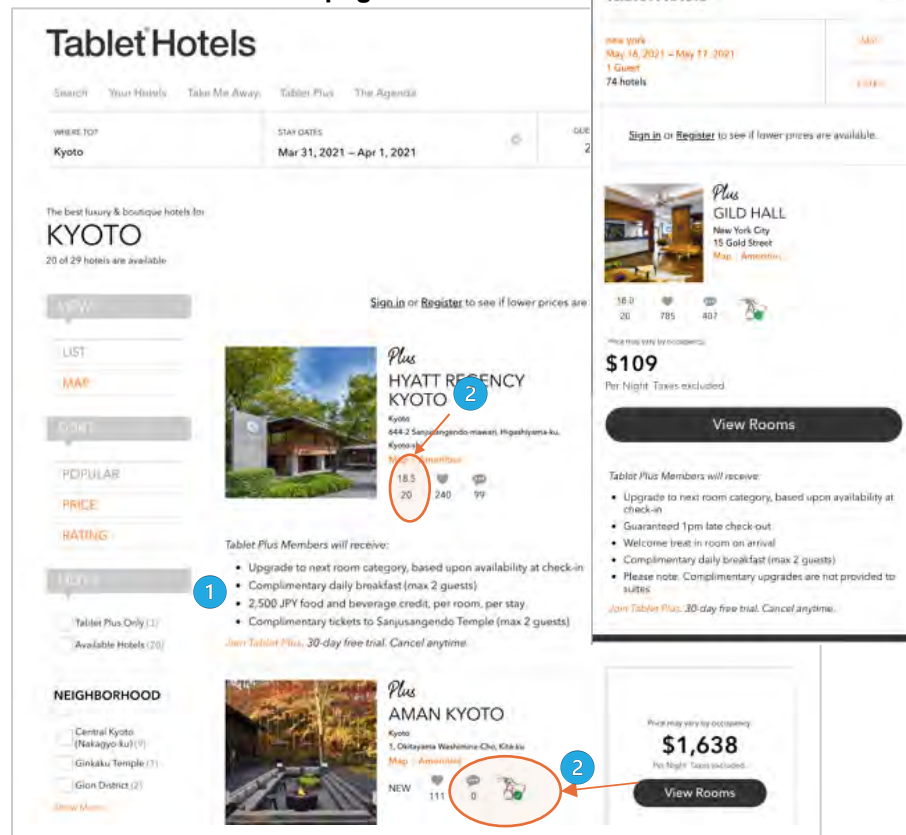 Tablet Hotels
Search Your Hotels Take Me Away Tablet Plus The Agenda
WHERE TO?
Kyoto
STAY DATES
Mar 31, 2021 – Apr 1, 2021
GUE
2
The best luxury & boutique hotels for
KYOTO
20 of 29 hotels are available
VIEW
LIST
MAP
SORT
POPULAR
PRICE
RATING
1
Tablet Plus Only (3)
Available Hotels (20)
NEIGHBORHOOD
Central Kyoto
(Nakagyo-ku) (9)
Ginkaku Temple (1)
Gion District (2)
Show More
Sign in or Register to see if lower prices are
Plus
HYATT REGENCY
KYOTO
2
Kyoto
644-2 Sanjusangendo-mawari, Higashiyama-ku,
Map Amenities
18.5
20 240 99
Tablet Plus Members will receive:
• Upgrade to next room category, based upon availability at check-in
• Complimentary daily breakfast (max 2 guests)
• 2,500 JPY food and beverage credit, per room, per stay
• Complimentary tickets to Sanjusangendo Temple (max 2 guests)
Join Tablet Plus. 30-day free trial. Cancel anytime.
Plus
AMAN KYOTO
Kyoto
1, Okitayama Washimine-Cho, Kita-ku
Map Amenities
NEW 111 0
2
Price may vary by occupancy
$1,638
Per Night Taxes excluded.
View Rooms
new york
May 16, 2021 – May 17, 2021
1 Guest
74 hotels
Sign in or Register to see if lower prices are available.
Plus
GILD HALL
New York City
15 Gold Street
Map Amenities
18.0
20 785 407
Price may vary by occupancy
$109
Per Night Taxes excluded
View Rooms
Tablet Plus Members will receive:
• Upgrade to next room category, based upon availability at
check-in
• Guaranteed 1pm late check-out
• Welcome treat in room on arrival
• Complimentary daily breakfast (max 2 guests)
• Please note: Complimentary upgrades are not provided to
suites
Join Tablet Plus. 30-day free trial. Cancel anytime.